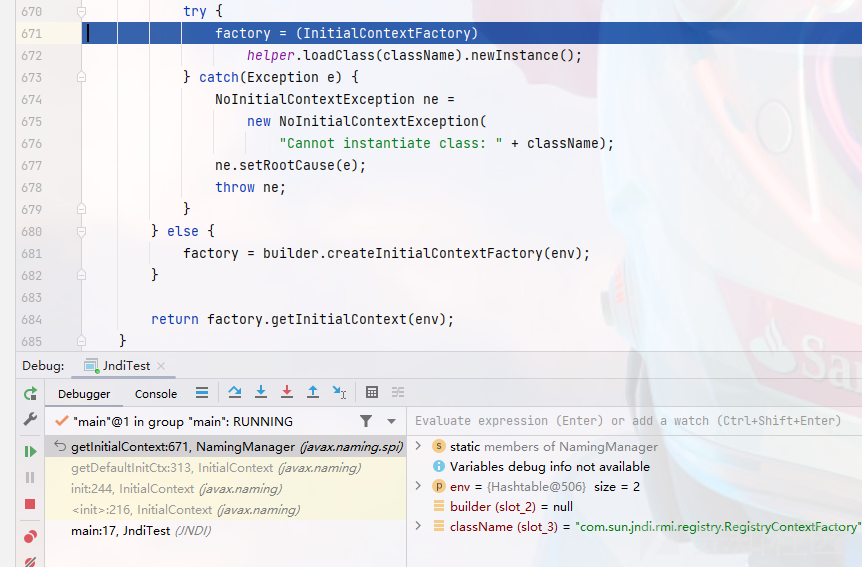 670 try {
671 factory = (InitialContextFactory)
672 helper.loadClass(className).newInstance();
673 } catch(Exception e) {
674 NoInitialContextException ne =
675 new NoInitialContextException(
676 "Cannot instantiate class: " + className);
677 ne.setRootCause(e);
678 throw ne;
679 }
680 } else {
681 factory = builder.createInitialContextFactory(env);
682 }
683
684 return factory.getInitialContext(env);
685 }
San
Debug: JndiTest
Debugger Console
"main"@1 in group "main": RUNNING
Evaluate expression (Enter) or add a watch (Ctrl+Shift+Enter)
getInitialContext:671, NamingManager (javax.naming.spi)
getDefaultInitCtx:313, InitialContext (javax.naming)
init:244, InitialContext (javax.naming)
<init>:216, InitialContext (javax.naming)
main:17, JndiTest (JNDI)
static members of NamingManager
Variables debug info not available
env = {Hashtable@506} size = 2
builder (slot_2) = null
className (slot_3) = "com.sun.jndi.rmi.registry.RegistryContextFactory"